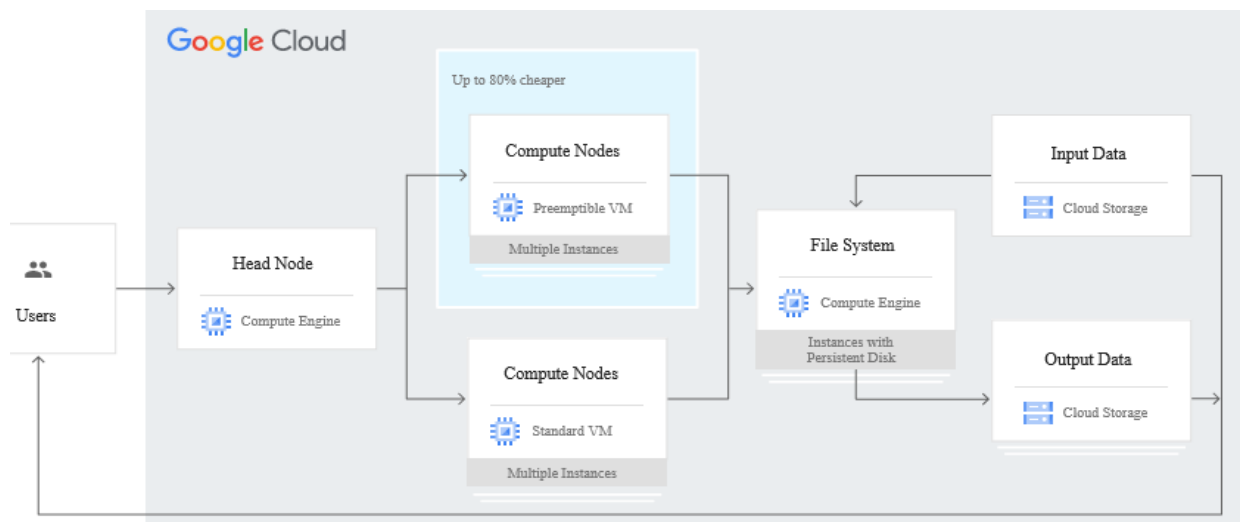 Google Cloud
Up to 80% cheaper
Compute Nodes
Preemptible VM
Multiple Instances
Input Data
Cloud Storage
Users
Head Node
Compute Engine
File System
Compute Engine
Instances with
Persistent Disk
Compute Nodes
Standard VM
Multiple Instances
Output Data
Cloud Storage